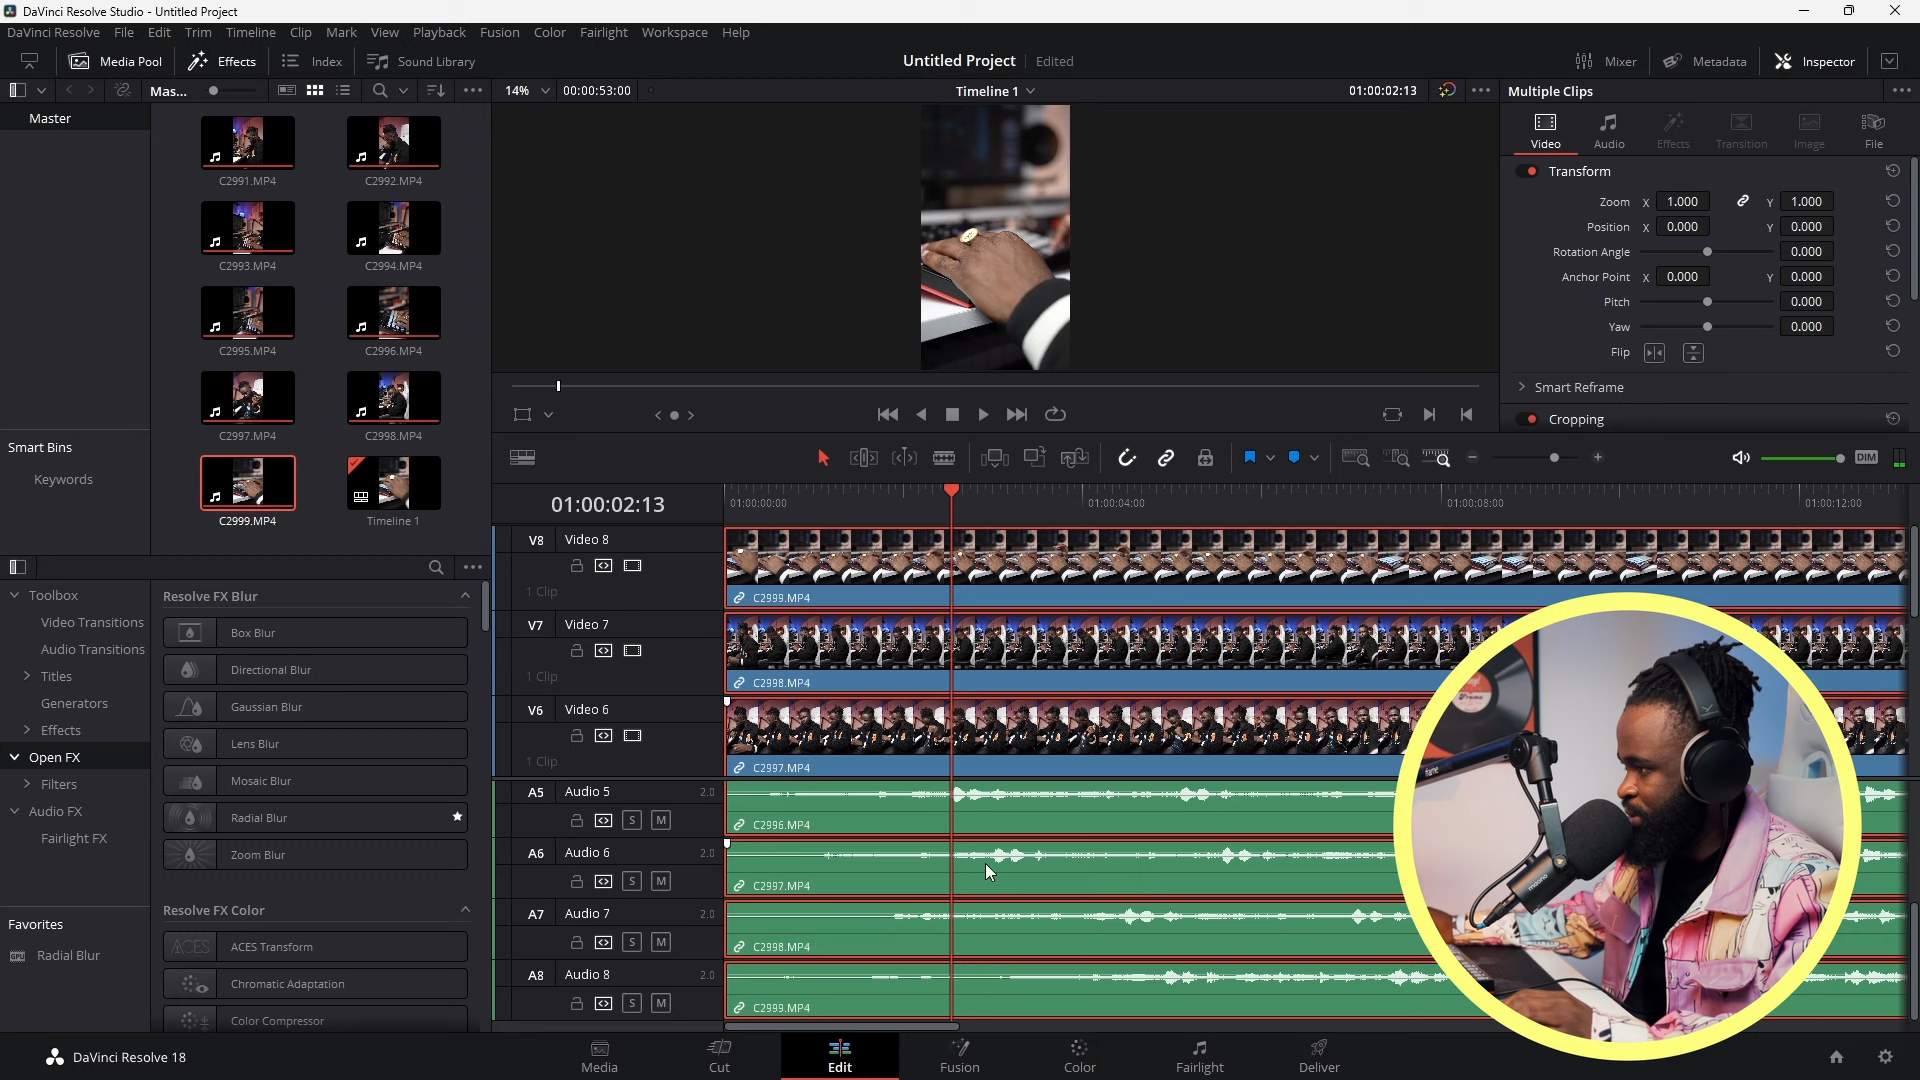 DaVinci Resolve Studio - Untitled Project
DaVinci Resolve File Edit Trim Timeline Clip Mark View Playback Fusion Color Fairlight Workspace Help
Media Pool Effects Index Sound Library Untitled Project Edited Mixer Metadata Inspector
Mas... 14% 00:00:53:00 Timeline 1 01:00:02:13 Multiple Clips
Master
Video Audio Effects Transition Image File
C2991.MP4 C2992.MP4
Transform
Zoom X 1.000 Y 1.000
Position X 0.000 Y 0.000
C2993.MP4 C2994.MP4
Rotation Angle 0.000
Anchor Point X 0.000 Y 0.000
Pitch 0.000
Yaw 0.000
C2995.MP4 C2996.MP4
Flip
Smart Reframe
Cropping
C2997.MP4 C2998.MP4
Smart Bins
Keywords
DIM
C2999.MP4 Timeline 1
01:00:02:13 01:00:00:00 01:00:04:00 01:00:08:00 01:00:12:00
V8 Video 8
1 Clip
C2999.MP4
V7 Video 7
1 Clip
C2998.MP4
V6 Video 6
1 Clip
C2997.MP4
A5 Audio 5 2.0
S M
C2996.MP4
A6 Audio 6 2.0
S M
C2997.MP4
A7 Audio 7 2.0
S M
C2998.MP4
A8 Audio 8 2.0
S M
C2999.MP4
Toolbox
Video Transitions
Audio Transitions
Titles
Generators
Effects
Open FX
Filters
Audio FX
Fairlight FX
Favorites
Radial Blur
Resolve FX Blur
Box Blur
Directional Blur
Gaussian Blur
Lens Blur
Mosaic Blur
Radial Blur
Zoom Blur
Resolve FX Color
ACES ACES Transform
Chromatic Adaptation
Color Compressor
frame
maono
DaVinci Resolve 18
Media Cut Edit Fusion Color Fairlight Deliver